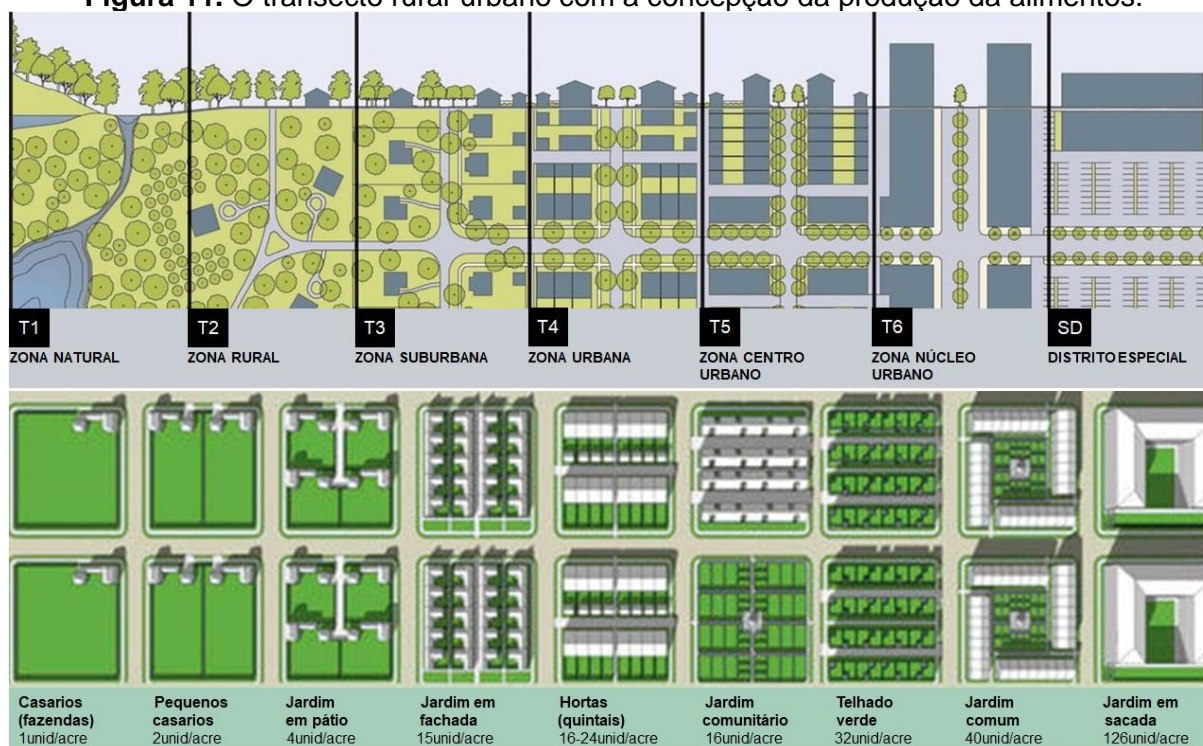 Figura 11. O transecto rural urbano com a concepção da produção da alimentos.
T1
ZONA NATURAL
T2
ZONA RURAL
T3
ZONA SUBURBANA
T4
ZONA URBANA
T5
ZONA CENTRO
URBANO
T6
ZONA NÚCLEO
URBANO
SD
DISTRITO ESPECIAL
Casarios
(fazendas)
1unid/acre
Pequenos
casarios
2unid/acre
Jardim
em pátio
4unid/acre
Jardim em
fachada
15unid/acre
Hortas
(quintais)
16-24unid/acre
Jardim
comunitário
16unid/acre
Telhado
verde
32unid/acre
Jardim
comum
40unid/acre
Jardim em
sacada
126unid/acre